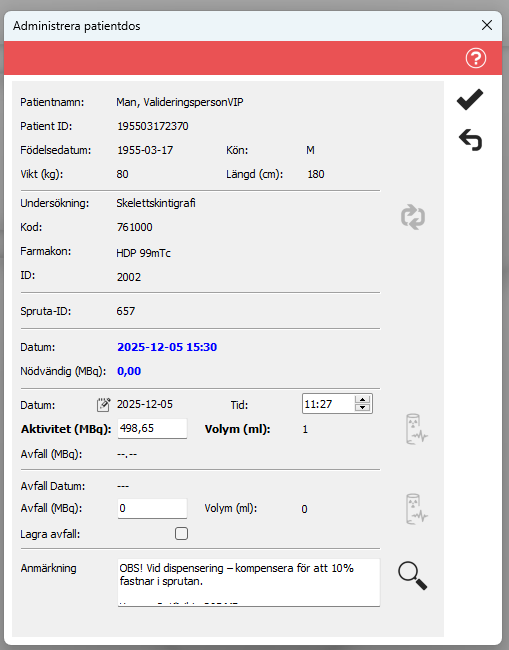 Administrera patientdos
Patientnamn: Man, ValideringspersonVIP
Patient ID: 195503172370
Födelsedatum: 1955-03-17 Kön: M
Vikt (kg): 80 Längd (cm): 180
Undersökning: Skelettskintigrafi
Kod: 761000
Farmakon: HDP 99mTc
ID: 2002
Spruta-ID: 657
Datum: 2025-12-05 15:30
Nödvändig (MBq): 0,00
Datum: 2025-12-05 Tid: 11:27
Aktivitet (MBq): 498,65 Volym (ml): 1
Avfall (MBq): --.--
Avfall Datum: ---
Avfall (MBq): 0 Volym (ml): 0
Lagra avfall:
Anmärkning OBS! Vid dispensering – kompensera för att 10%
fastnar i sprutan.